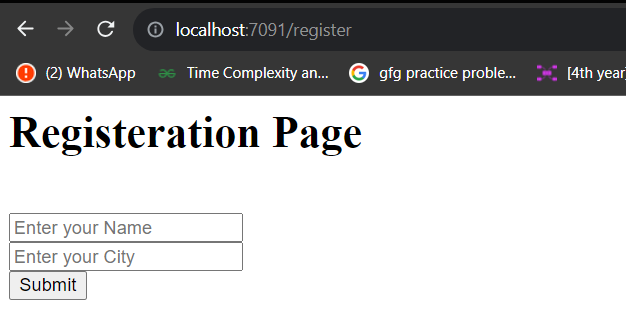 localhost:7091/register
(2) WhatsApp Time Complexity an... gfg practice proble... [4th year]
Registeration Page
Enter your Name
Enter your City
Submit